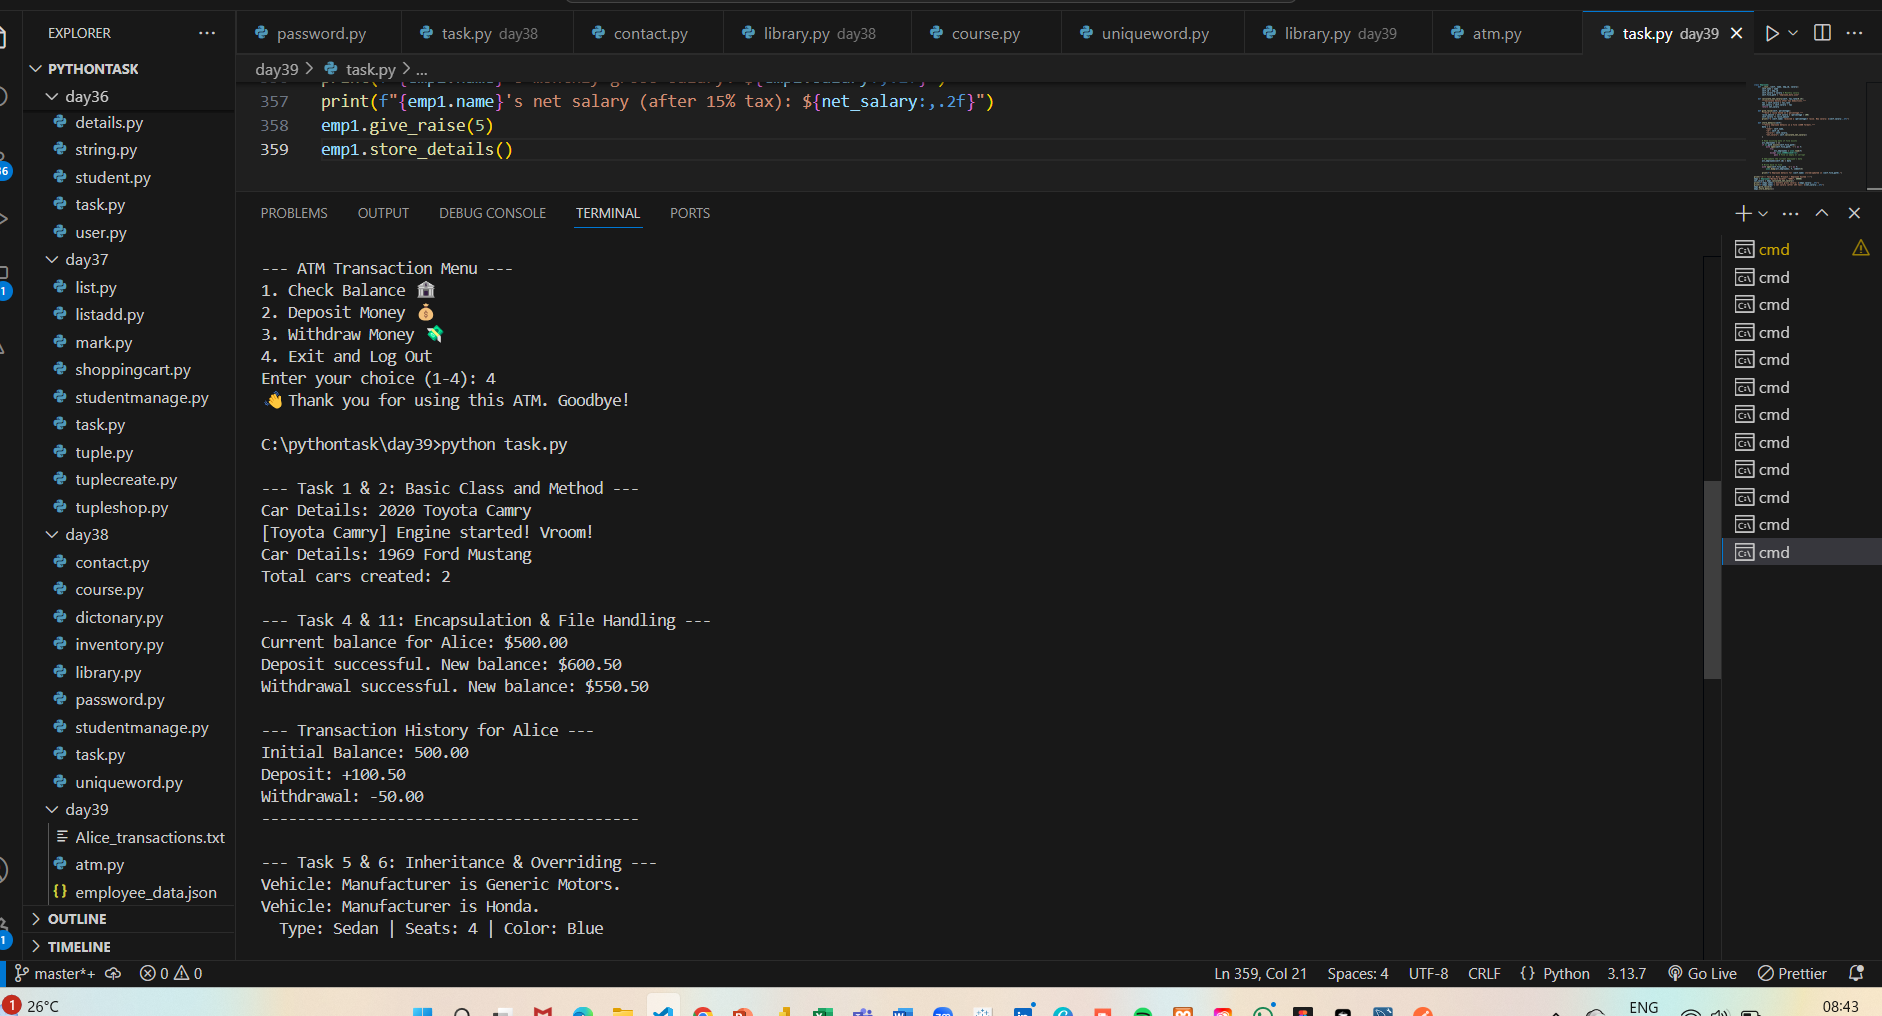 EXPLORER
PYTHONTASK
day36
details.py
string.py
student.py
task.py
user.py
day37
list.py
listadd.py
mark.py
shoppingcart.py
studentmanage.py
task.py
tuple.py
tuplecreate.py
tupleshop.py
day38
contact.py
course.py
dictonary.py
inventory.py
library.py
password.py
studentmanage.py
task.py
uniqueword.py
day39
Alice_transactions.txt
atm.py
employee_data.json
OUTLINE
TIMELINE
password.py
task.py day38
contact.py
library.py day38
course.py
uniqueword.py
library.py day39
atm.py
task.py day39
day39 > task.py > ...
357 print(f"{emp1.name}'s net salary (after 15% tax): ${net_salary:,.2f}")
358 emp1.give_raise(5)
359 emp1.store_details()
PROBLEMS OUTPUT DEBUG CONSOLE TERMINAL PORTS
--- ATM Transaction Menu ---
1. Check Balance 🏦
2. Deposit Money 💰
3. Withdraw Money 💸
4. Exit and Log Out
Enter your choice (1-4): 4
👋 Thank you for using this ATM. Goodbye!
C:\pythontask\day39>python task.py
--- Task 1 & 2: Basic Class and Method ---
Car Details: 2020 Toyota Camry
[Toyota Camry] Engine started! Vroom!
Car Details: 1969 Ford Mustang
Total cars created: 2
--- Task 4 & 11: Encapsulation & File Handling ---
Current balance for Alice: $500.00
Deposit successful. New balance: $600.50
Withdrawal successful. New balance: $550.50
--- Transaction History for Alice ---
Initial Balance: 500.00
Deposit: +100.50
Withdrawal: -50.00
------------------------------------------
--- Task 5 & 6: Inheritance & Overriding ---
Vehicle: Manufacturer is Generic Motors.
Vehicle: Manufacturer is Honda.
Type: Sedan | Seats: 4 | Color: Blue
cmd
cmd
cmd
cmd
cmd
cmd
cmd
cmd
cmd
cmd
cmd
cmd
master*+ 0 0 Ln 359, Col 21 Spaces: 4 UTF-8 CRLF {} Python 3.13.7 Go Live Prettier
1 26°C ENG 08:43